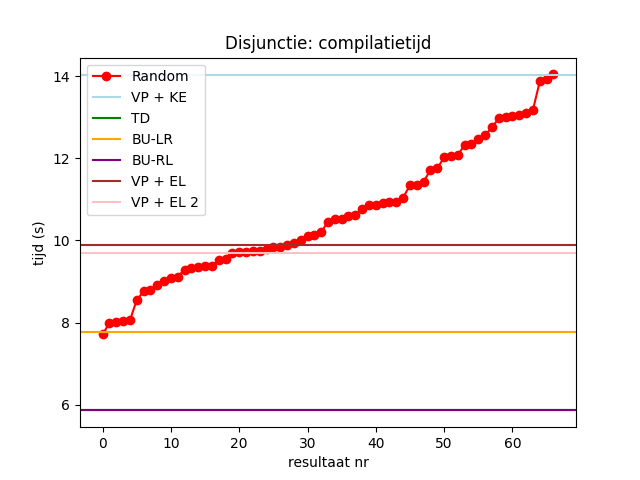 Disjunctie: compilatietijd
Random
VP + KE
TD
BU-LR
BU-RL
VP + EL
VP + EL 2
tijd (s)
14
12
10
8
6
0
10
20
30
40
50
60
resultaat nr